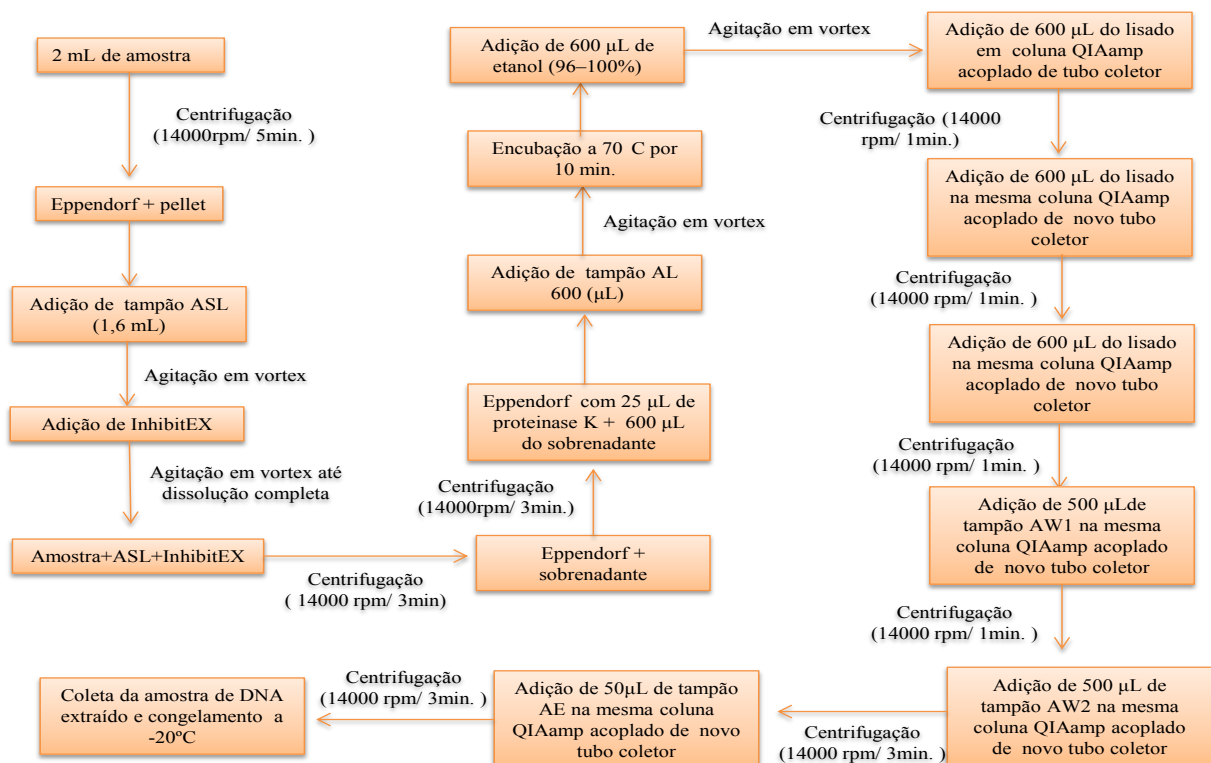 2 mL de amostra
Centrifugação
(14000rpm/ 5min. )
Eppendorf + pellet
Adição de tampão ASL
(1,6 mL)
Agitação em vortex
Adição de InhibitEX
Agitação em vortex até
dissolução completa
Amostra+ASL+InhibitEX
Centrifugação
( 14000 rpm/ 3min)
Eppendorf +
sobrenadante
Centrifugação
(14000rpm/ 3min.)
Eppendorf com 25 μL de
proteinase K + 600 μL
do sobrenadante
Adição de tampão AL
600 (μL)
Agitação em vortex
Encubação a 70 C por
10 min.
Adição de 600 μL de
etanol (96–100%)
Agitação em vortex
Adição de 600 μL do lisado
em coluna QIAamp
acoplado de tubo coletor
Centrifugação (14000
rpm/ 1min.)
Adição de 600 μL do lisado
na mesma coluna QIAamp
acoplado de novo tubo
coletor
Centrifugação
(14000 rpm/ 1min. )
Adição de 600 μL do lisado
na mesma coluna QIAamp
acoplado de novo tubo
coletor
Centrifugação
(14000 rpm/ 1min. )
Adição de 500 μLde
tampão AW1 na mesma
coluna QIAamp acoplado
de novo tubo coletor
Centrifugação
(14000 rpm/ 1min. )
Adição de 500 μL de
tampão AW2 na mesma
coluna QIAamp acoplado
de novo tubo coletor
Centrifugação
(14000 rpm/ 3min. )
Adição de 50μL de tampão
AE na mesma coluna
QIAamp acoplado de novo
tubo coletor
Centrifugação
(14000 rpm/ 3min. )
Coleta da amostra de DNA
extraído e congelamento a
-20ºC